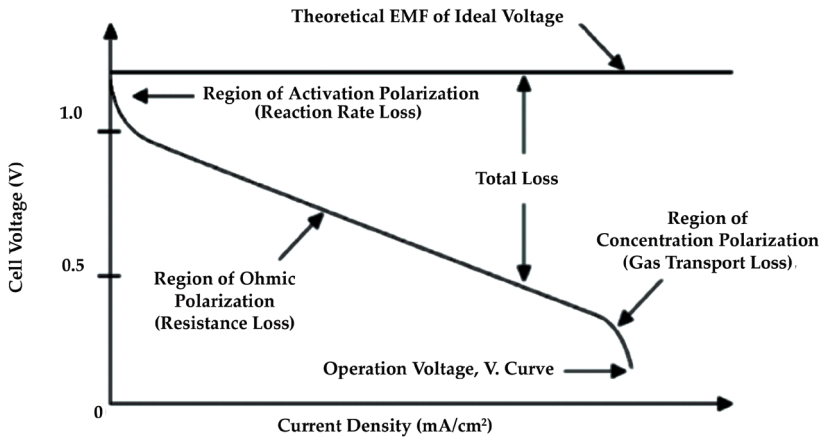 Theoretical EMF of Ideal Voltage
Region of Activation Polarization
(Reaction Rate Loss)
1.0
Total Loss
Region of
Concentration Polarization
(Gas Transport Loss)
Cell Voltage (V)
0.5
Region of Ohmic
Polarization
(Resistance Loss)
Operation Voltage, V. Curve
0
Current Density (mA/cm²)